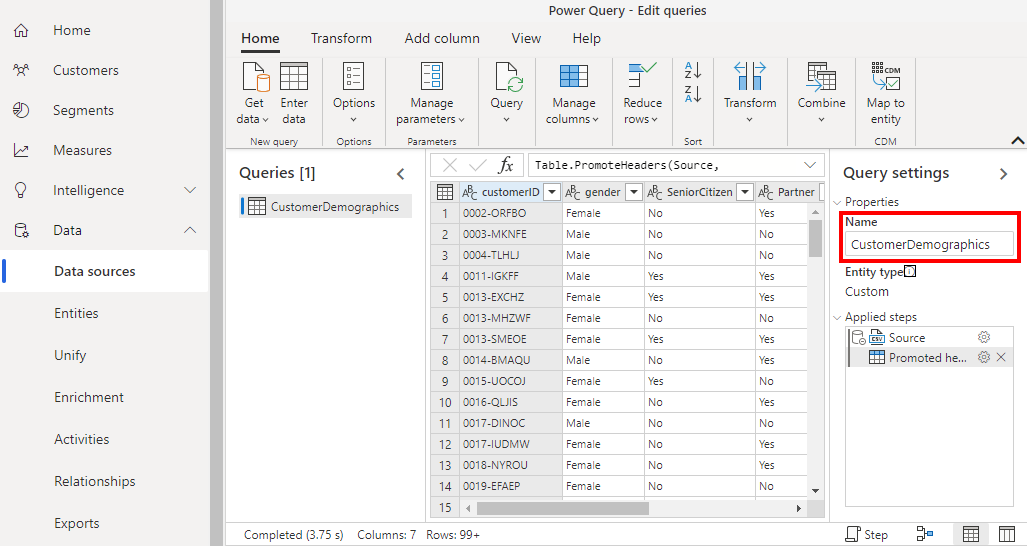 Power Query - Edit queries
Home
Customers
Segments
Measures
Intelligence
Data
Data sources
Entities
Unify
Enrichment
Activities
Relationships
Exports
Home Transform Add column View Help
Get data
Enter data
New query
Options
Options
Manage parameters
Parameters
Query
Manage columns
Reduce rows
A Z
Z A
Sort
Transform
Combine
CDM
Map to entity
CDM
Queries [1]
CustomerDemographics
fx Table.PromoteHeaders(Source,
ABC customerID ABC gender ABC SeniorCitizen ABC Partner
1 0002-ORFBO Female No Yes
2 0003-MKNFE Male No No
3 0004-TLHLJ Male No No
4 0011-IGKFF Male Yes Yes
5 0013-EXCHZ Female Yes Yes
6 0013-MHZWF Female No No
7 0013-SMEOE Female Yes Yes
8 0014-BMAQU Male No Yes
9 0015-UOCOJ Female Yes No
10 0016-QLJIS Female No Yes
11 0017-DINOC Male No No
12 0017-IUDMW Female No Yes
13 0018-NYROU Female No Yes
14 0019-EFAEP Female No No
15
Query settings
Properties
Name
CustomerDemographics
Entity type
Custom
Applied steps
CSV Source
Promoted he...
Completed (3.75 s) Columns: 7 Rows: 99+ Step